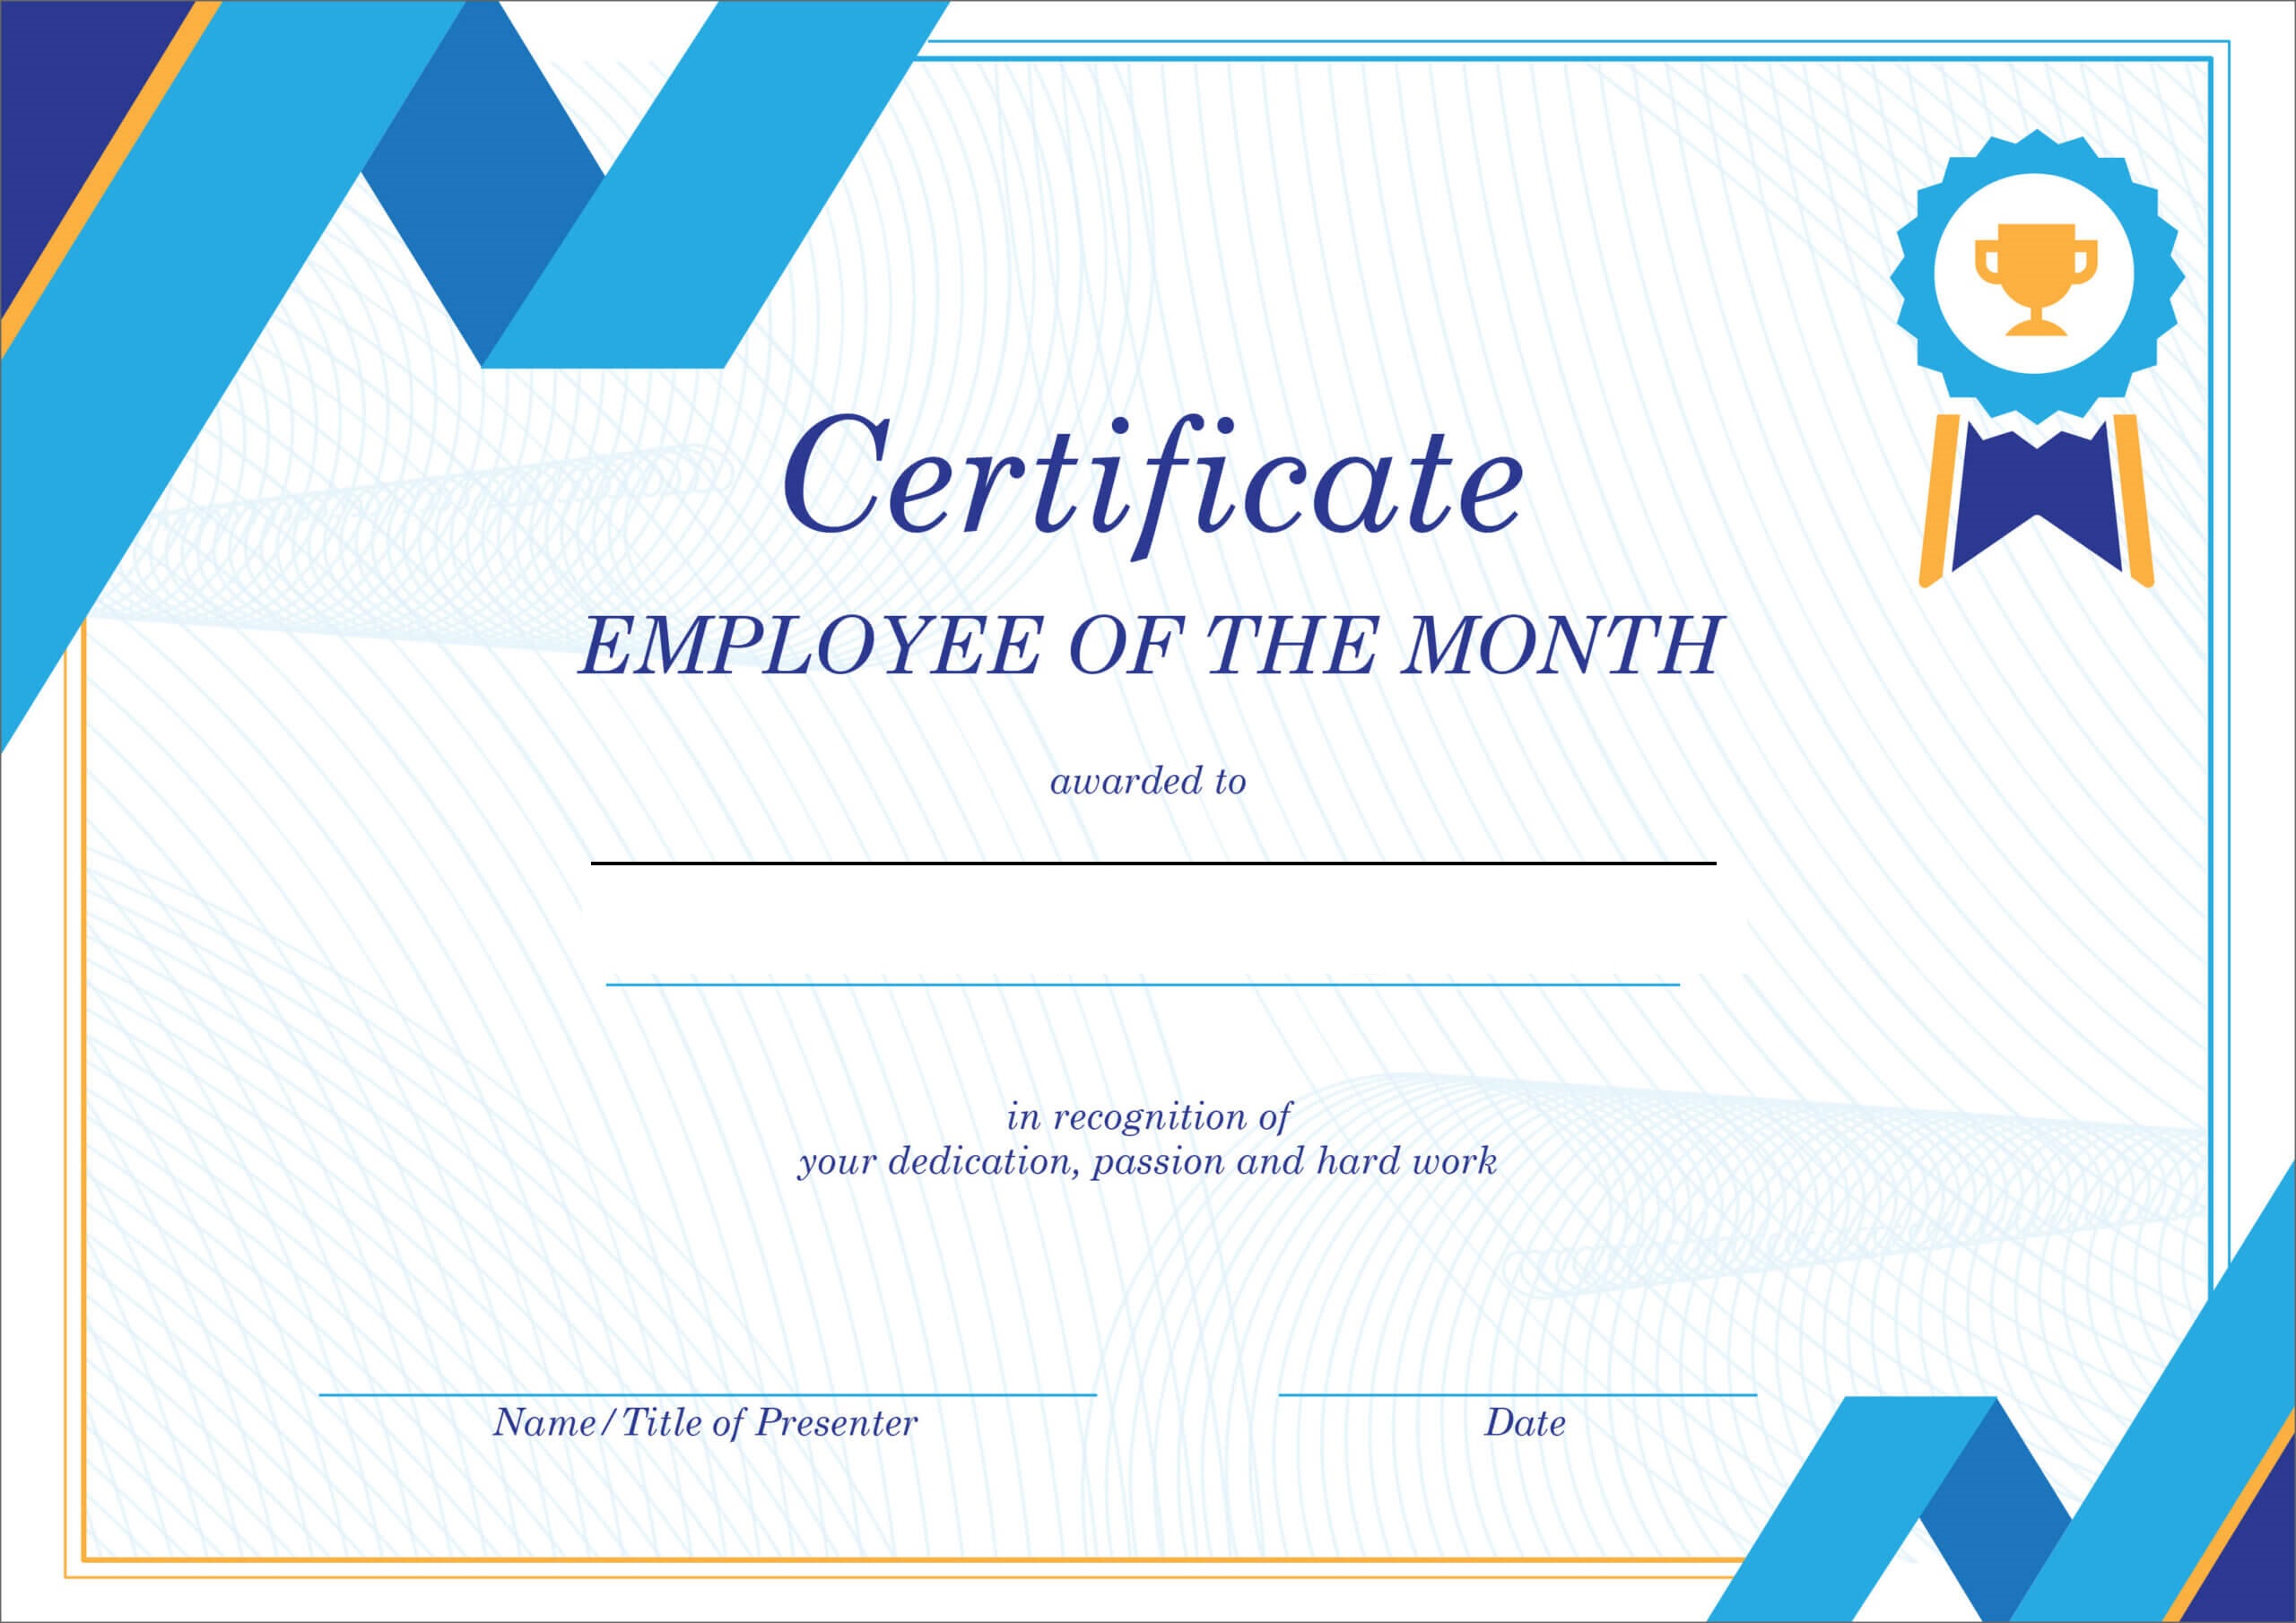 Certificate
EMPLOYEE OF THE MONTH
awarded to
in recognition of
your dedication, passion and hard work
Name/Title of Presenter
Date